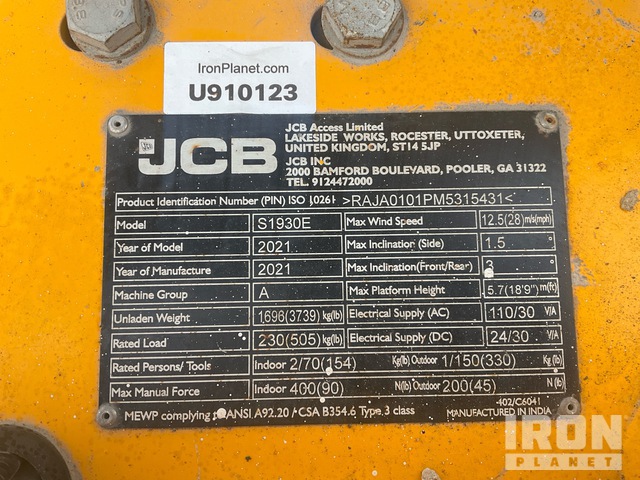 IronPlanet.com
U910123
JCB
JCB Access Limited
LAKESIDE WORKS, ROCESTER, UTTOXETER,
UNITED KINGDOM, ST14 5JP
JCB INC
2000 BAMFORD BOULEVARD, POOLER, GA 31322
TEL. 9124472000
Product Identification Number (PIN) ISO 10261 >RAJA0101PM5315431<
Model S1930E Max Wind Speed 12.5(28) m/s(mph)
Year of Model 2021 Max Inclination (Side) 1.5 °
Year of Manufacture 2021 Max Inclination(Front/Rear) 3 °
Machine Group A Max Platform Height 5.7(18'9") m(ft)
Unladen Weight 1696(3739) kg(lb) Electrical Supply (AC) 110/30 V/A
Rated Load 230(505) kg(lb) Electrical Supply (DC) 24/30 V/A
Rated Persons/ Tools Indoor 2/70(154) Kg(lb) Outdoor 1/150(330) Kg (lb)
Max Manual Force Indoor 400(90) N(lb) Outdoor 200(45) N (lb)
MEWP complying ANSI A92.20 / CSA B354.6 Type 3 class
402/C6041
MANUFACTURED IN INDIA
IRON
PLANET